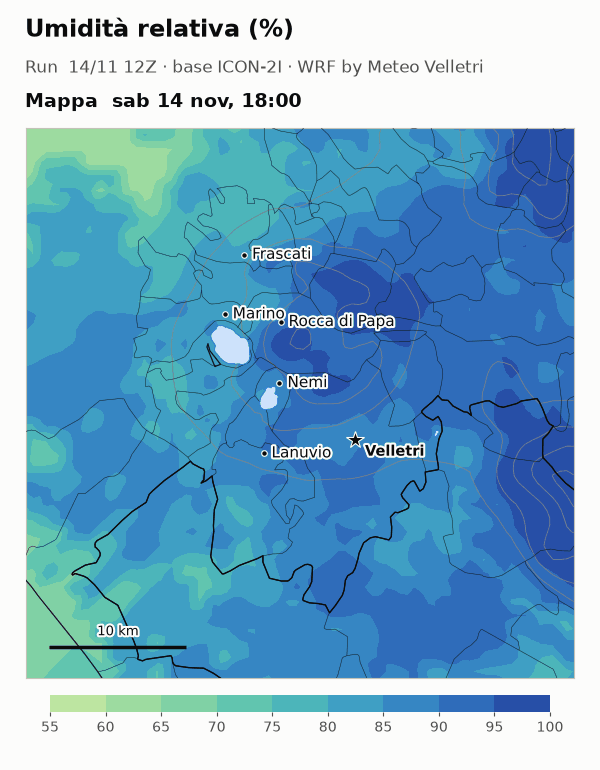 Umidità relativa (%)
Run  14/11 12Z · base ICON-2I · WRF by Meteo Velletri
Mappa  sab 14 nov, 18:00
Frascati
Marino
Rocca di Papa
Nemi
Velletri
Lanuvio
10 km
55 60 65 70 75 80 85 90 95 100